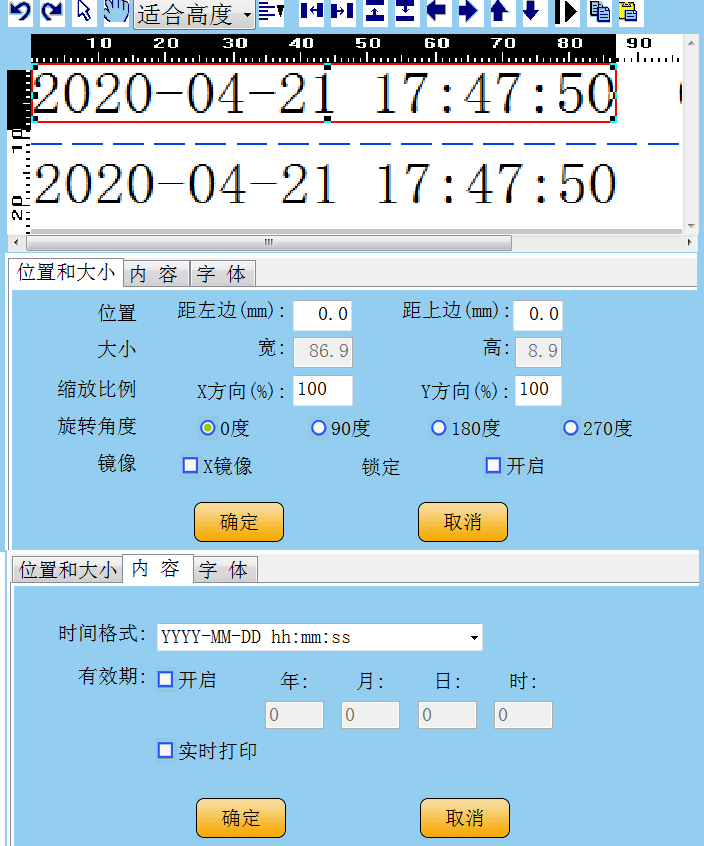 适合高度
10 20 30 40 50 60 70 80 90
10
20
2020-04-21 17:47:50
2020-04-21 17:47:50
位置和大小 内 容 字 体
位置 距左边(mm): 0.0 距上边(mm): 0.0
大小 宽: 86.9 高: 8.9
缩放比例 X方向(%): 100 Y方向(%): 100
旋转角度 0度 90度 180度 270度
镜像 X镜像 锁定 开启
确定 取消
位置和大小 内 容 字 体
时间格式: YYYY-MM-DD hh:mm:ss
有效期: 开启 年: 月: 日: 时:
0 0 0 0
实时打印
确定 取消